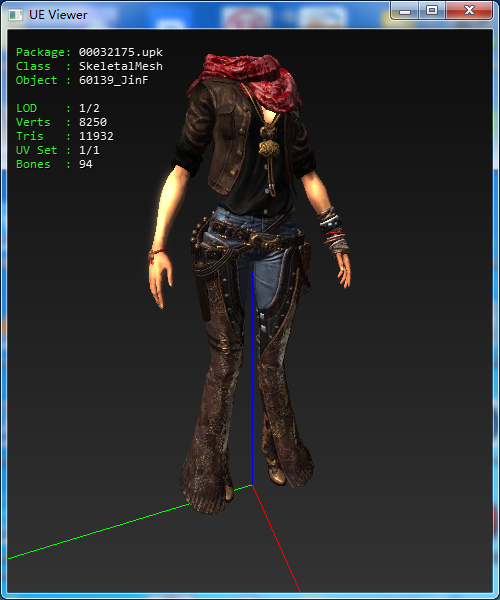 UE Viewer
Package: 00032175.upk
Class : SkeletalMesh
Object : 60139_JinF
LOD : 1/2
Verts : 8250
Tris : 11932
UV Set : 1/1
Bones : 94